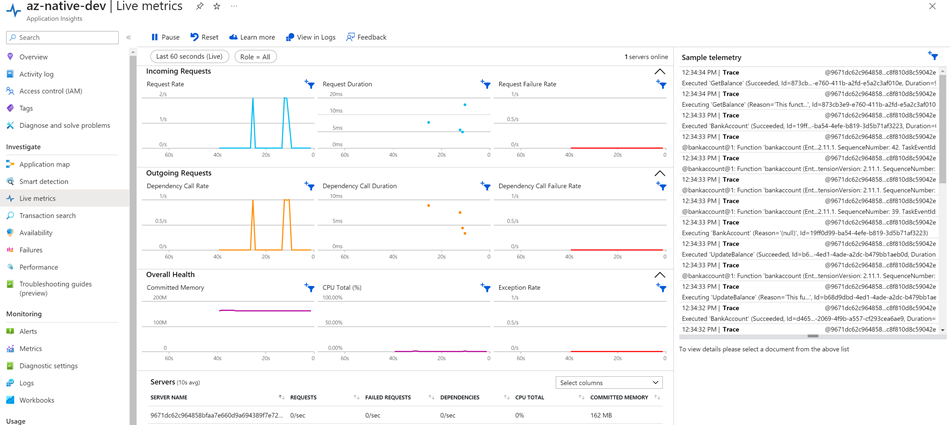 az-native-dev | Live metrics
Application Insights
Search
Overview
Activity log
Access control (IAM)
Tags
Diagnose and solve problems
Investigate
Application map
Smart detection
Live metrics
Transaction search
Availability
Failures
Performance
Troubleshooting guides
(preview)
Monitoring
Alerts
Metrics
Diagnostic settings
Logs
Workbooks
Usage
Pause Reset Learn more View in Logs Feedback
Last 60 seconds (Live) Role = All 1 servers online
Incoming Requests
Request Rate Request Duration Request Failure Rate
2/s 20ms 1/s
10ms
1/s 0.5/s
5ms
0/s 0ms 0/s
60s 40s 20s 0 60s 40s 20s 0 60s 40s 20s 0
Outgoing Requests
Dependency Call Rate Dependency Call Duration Dependency Call Failure Rate
1/s 10ms 1/s
0.5/s 5ms 0.5/s
0/s 0ms 0/s
60s 40s 20s 0 60s 40s 20s 0 60s 40s 20s 0
Overall Health
Committed Memory CPU Total (%) Exception Rate
200M 100.00% 1/s
100M 50.00% 0.5/s
0.00% 0/s
60s 40s 20s 0 60s 40s 20s 0 60s 40s 20s 0
Servers (10s avg) Select columns
SERVER NAME REQUESTS FAILED REQUESTS DEPENDENCIES CPU TOTAL COMMITTED MEMORY
9671dc62c964858bfaa7e660d9a694389f7e72... 0/sec 0/sec 0/sec 0% 162 MB
Sample telemetry
12:34:34 PM | Trace @9671dc62c964858...c8f810d8c59042e
Executed 'GetBalance' (Succeeded, Id=873cb...-e760-411b-a2fd-e5a2c3af010e, Duration=
12:34:34 PM | Trace @9671dc62c964858...c8f810d8c59042e
Executing 'GetBalance' (Reason='This funct...', Id=873cb3e9-e760-411b-a2fd-e5a2c3af010
12:34:33 PM | Trace @9671dc62c964858...c8f810d8c59042e
Executed 'BankAccount' (Succeeded, Id=19ff...-ba54-4efe-b819-3d5b71af3223, Duration=
12:34:33 PM | Trace @9671dc62c964858...c8f810d8c59042e
@bankaccount@1: Function 'bankaccount (Ent...2.11.1. SequenceNumber: 42. TaskEventId:
12:34:33 PM | Trace @9671dc62c964858...c8f810d8c59042e
@bankaccount@1: Function 'bankaccount (Ent...tensionVersion: 2.11.1. SequenceNumber:
12:34:33 PM | Trace @9671dc62c964858...c8f810d8c59042e
@bankaccount@1: Function 'bankaccount (Ent...2.11.1. SequenceNumber: 39. TaskEventId
12:34:33 PM | Trace @9671dc62c964858...c8f810d8c59042e
Executing 'BankAccount' (Reason='(null)', Id=19ff0d99-ba54-4efe-b819-3d5b71af3223)
12:34:33 PM | Trace @9671dc62c964858...c8f810d8c59042e
Executed 'UpdateBalance' (Succeeded, Id=b6...-4ed1-4ade-a2dc-b479bb1aeb0d, Duration
12:34:33 PM | Trace @9671dc62c964858...c8f810d8c59042e
@bankaccount@1: Function 'bankaccount (Ent...tensionVersion: 2.11.1. SequenceNumber:
12:34:33 PM | Trace @9671dc62c964858...c8f810d8c59042e
Executing 'UpdateBalance' (Reason='This fu...', Id=b68d9dbd-4ed1-4ade-a2dc-b479bb1ae
12:34:32 PM | Trace @9671dc62c964858...c8f810d8c59042e
Executed 'BankAccount' (Succeeded, Id=d465...-2069-4f9b-a557-cf293cea6ae9, Duration=
12:34:32 PM | Trace @9671dc62c964858...c8f810d8c59042e
To view details please select a document from the above list